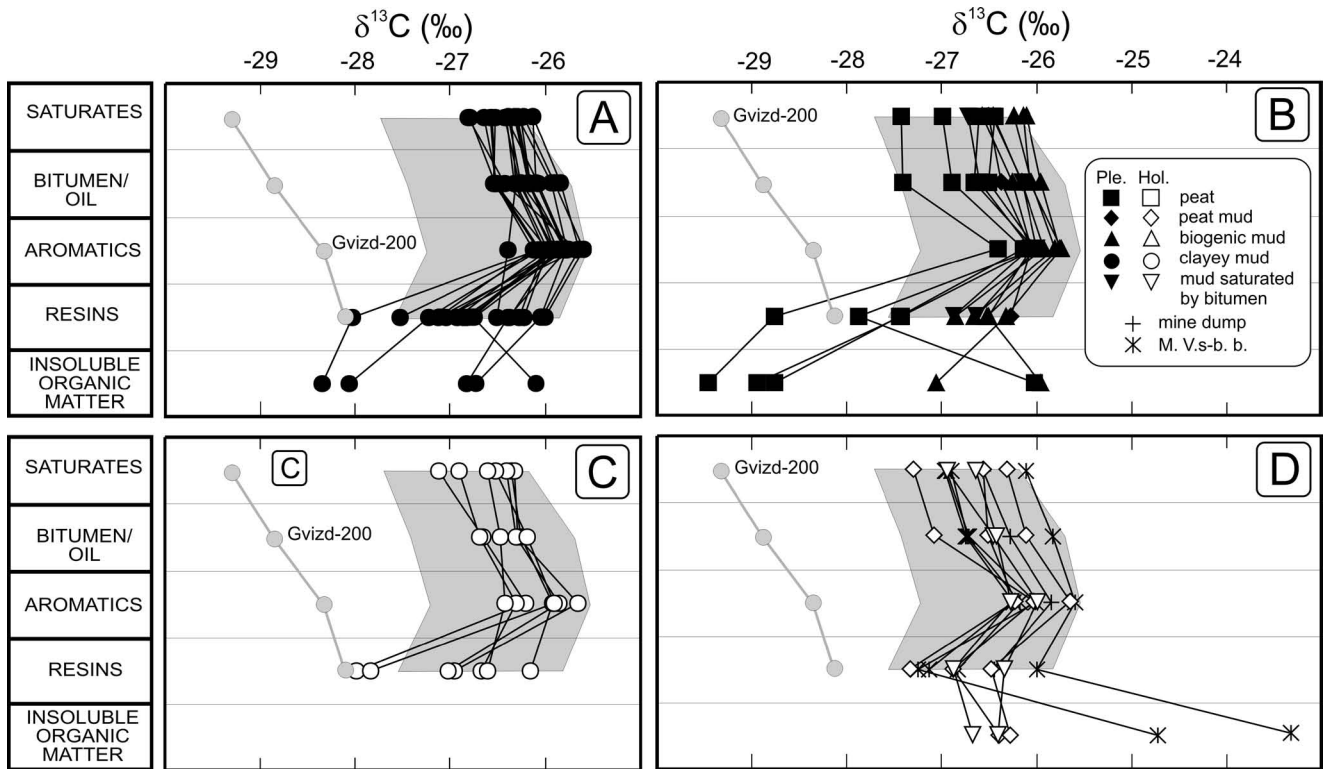 δ¹³C (‰)
δ¹³C (‰)
-29 -28 -27 -26
-29 -28 -27 -26 -25 -24
SATURATES
BITUMEN/
OIL
AROMATICS
RESINS
INSOLUBLE
ORGANIC
MATTER
A
Gvizd-200
B
Gvizd-200
Ple. Hol.
peat
peat mud
biogenic mud
clayey mud
mud saturated
by bitumen
mine dump
M. V.s-b. b.
SATURATES
BITUMEN/
OIL
AROMATICS
RESINS
INSOLUBLE
ORGANIC
MATTER
C
C
Gvizd-200
D
Gvizd-200